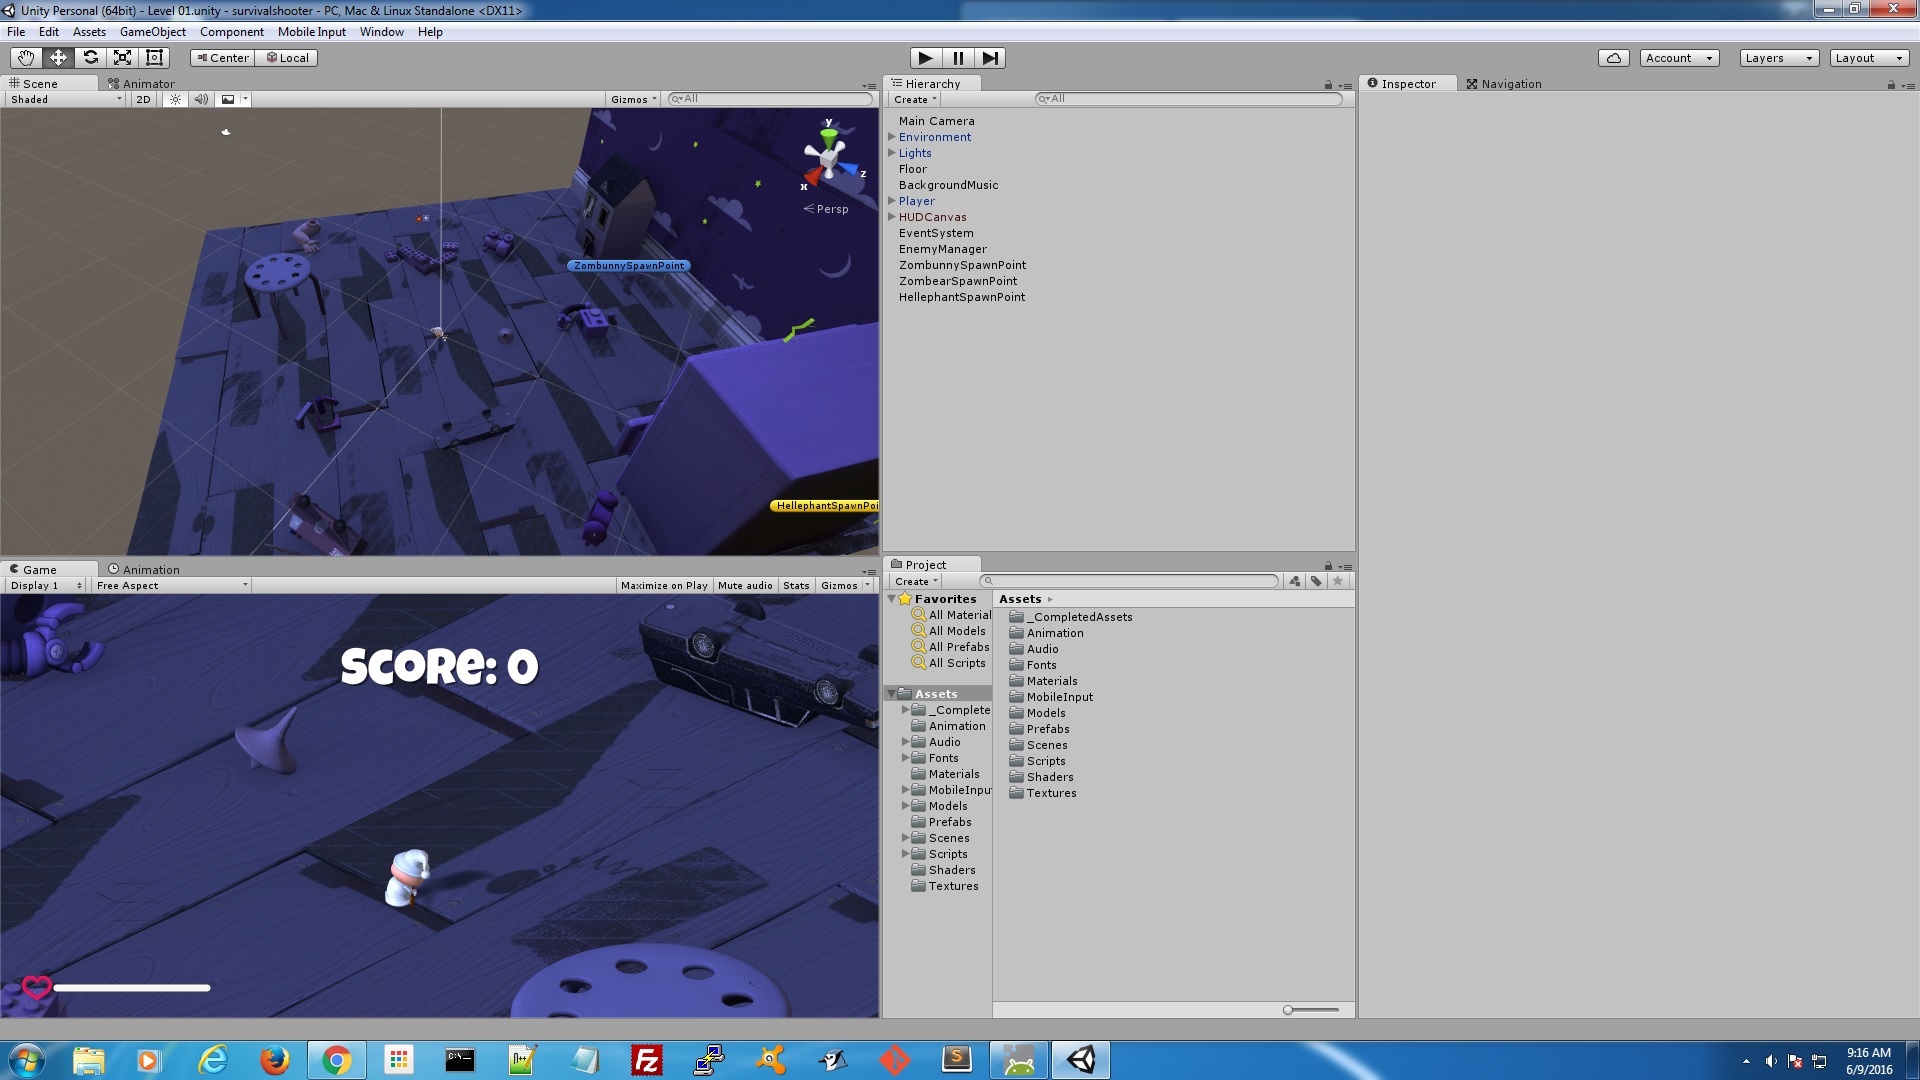 Unity Personal (64bit) - Level 01.unity - survivalshooter - PC, Mac & Linux Standalone <DX11>
File Edit Assets GameObject Component Mobile Input Window Help
Center Local
Account Layers Layout
Scene Animator
Shaded 2D Gizmos All
y
x
z
Persp
ZombunnySpawnPoint
HellephantSpawnPoi
Hierarchy
Create All
Main Camera
Environment
Lights
Floor
BackgroundMusic
Player
HUDCanvas
EventSystem
EnemyManager
ZombunnySpawnPoint
ZombearSpawnPoint
HellephantSpawnPoint
Inspector Navigation
Game Animation
Display 1 Free Aspect Maximize on Play Mute audio Stats Gizmos
SCORE: 0
Project
Create
Favorites
All Material
All Models
All Prefabs
All Scripts
Assets
_Complete
Animation
Audio
Fonts
Materials
MobileInpu
Models
Prefabs
Scenes
Scripts
Shaders
Textures
Assets
_CompletedAssets
Animation
Audio
Fonts
Materials
MobileInput
Models
Prefabs
Scenes
Scripts
Shaders
Textures
C:\_
N++
FZ
S
9:16 AM
6/9/2016